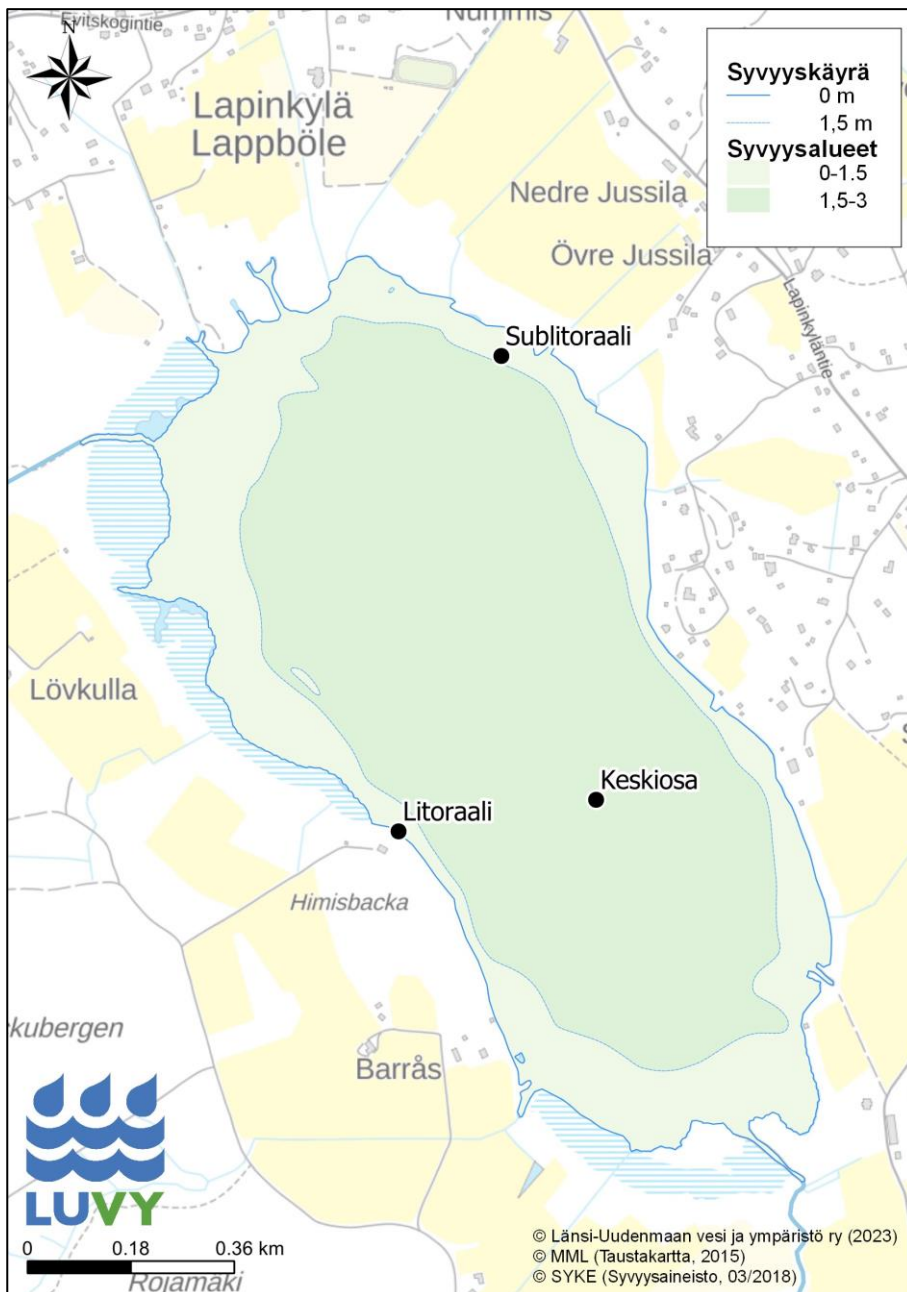 Evitskogintie
Nummis
N
Lapinkylä
Lappböle
Syvyyskäyrä
0 m
1,5 m
Syvyysalueet
0-1.5
1,5-3
Nedre Jussila
Övre Jussila
Lapinkyläntie
Sublitoraali
Lövkulla
Keskiosa
Litoraali
Himisbacka
kubergen
Barrås
LUVY
0 0.18 0.36 km
Rojamäki
© Länsi-Uudenmaan vesi ja ympäristö ry (2023)
© MML (Taustakartta, 2015)
© SYKE (Syvyysaineisto, 03/2018)